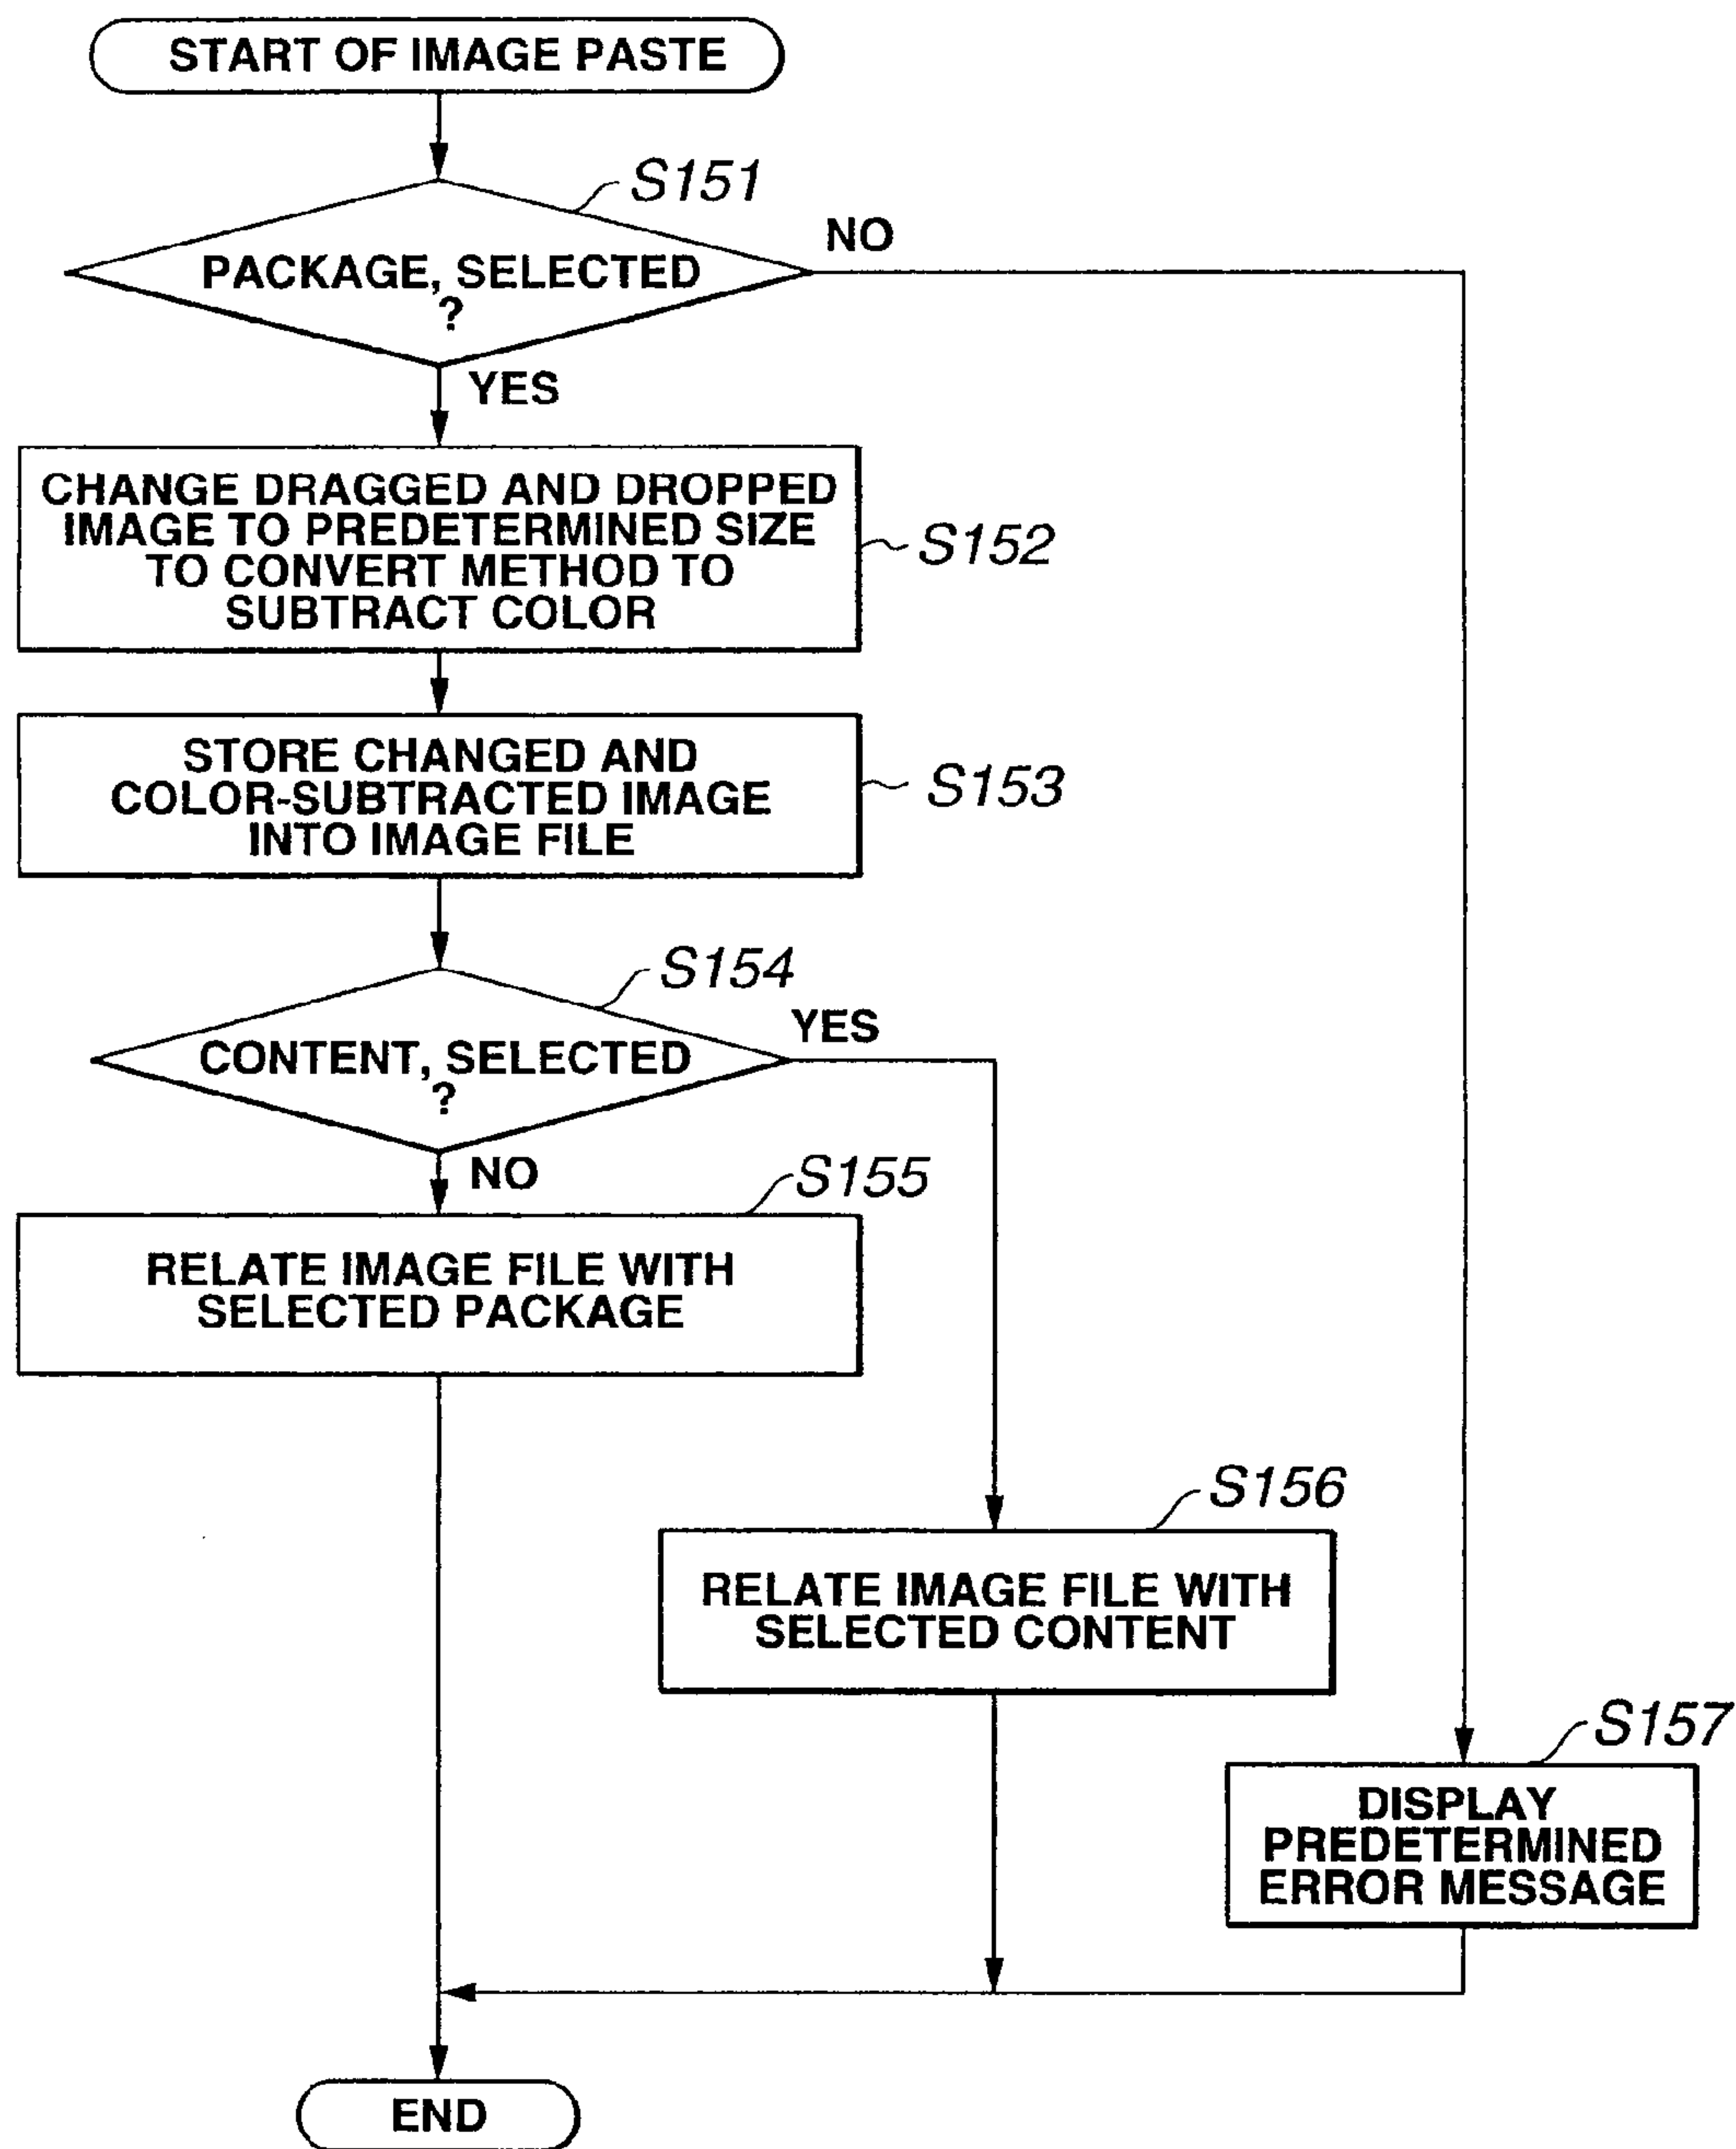 START OF IMAGE PASTE
S151
PACKAGE, SELECTED
?
NO
YES
CHANGE DRAGGED AND DROPPED
IMAGE TO PREDETERMINED SIZE
TO CONVERT METHOD TO
SUBTRACT COLOR
S152
STORE CHANGED AND
COLOR-SUBTRACTED IMAGE
INTO IMAGE FILE
S153
S154
CONTENT, SELECTED
?
YES
NO
S155
RELATE IMAGE FILE WITH
SELECTED PACKAGE
S156
RELATE IMAGE FILE WITH
SELECTED CONTENT
S157
DISPLAY
PREDETERMINED
ERROR MESSAGE
END